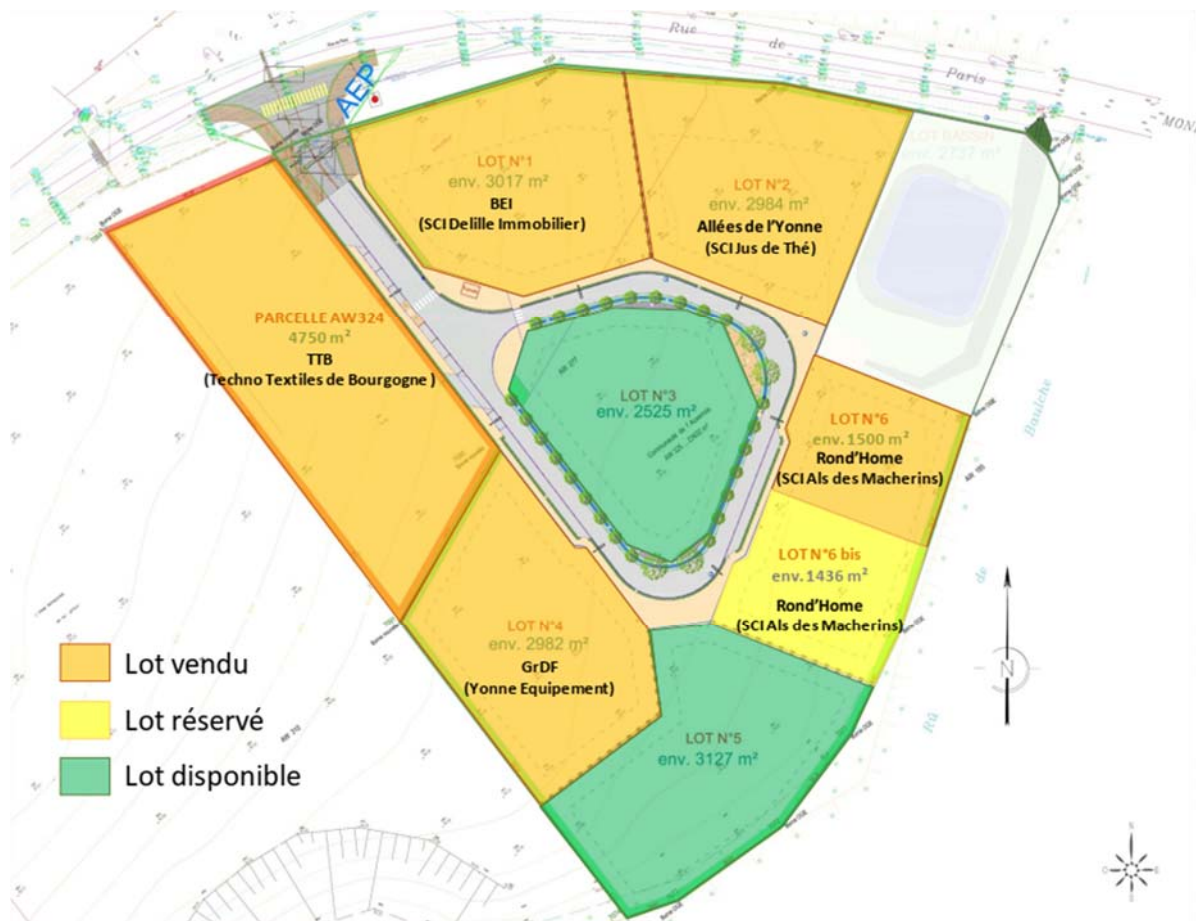 Rue de Paris
AEP
LOT N°1
env. 3017 m²
BEI
(SCI Delille Immobilier)
LOT N°2
env. 2984 m²
Allées de l'Yonne
(SCI Jus de Thé)
LOT BASSIN
env. 2737 m²
PARCELLE AW324
4750 m²
TTB
(Techno Textiles de Bourgogne)
LOT N°3
env. 2525 m²
LOT N°6
env. 1500 m²
Rond'Home
(SCI Als des Macherins)
LOT N°6 bis
env. 1436 m²
Rond'Home
(SCI Als des Macherins)
LOT N°4
env. 2982 m²
GrDF
(Yonne Equipement)
LOT N°5
env. 3127 m²
Rû de Baulche
N
Lot vendu
Lot réservé
Lot disponible